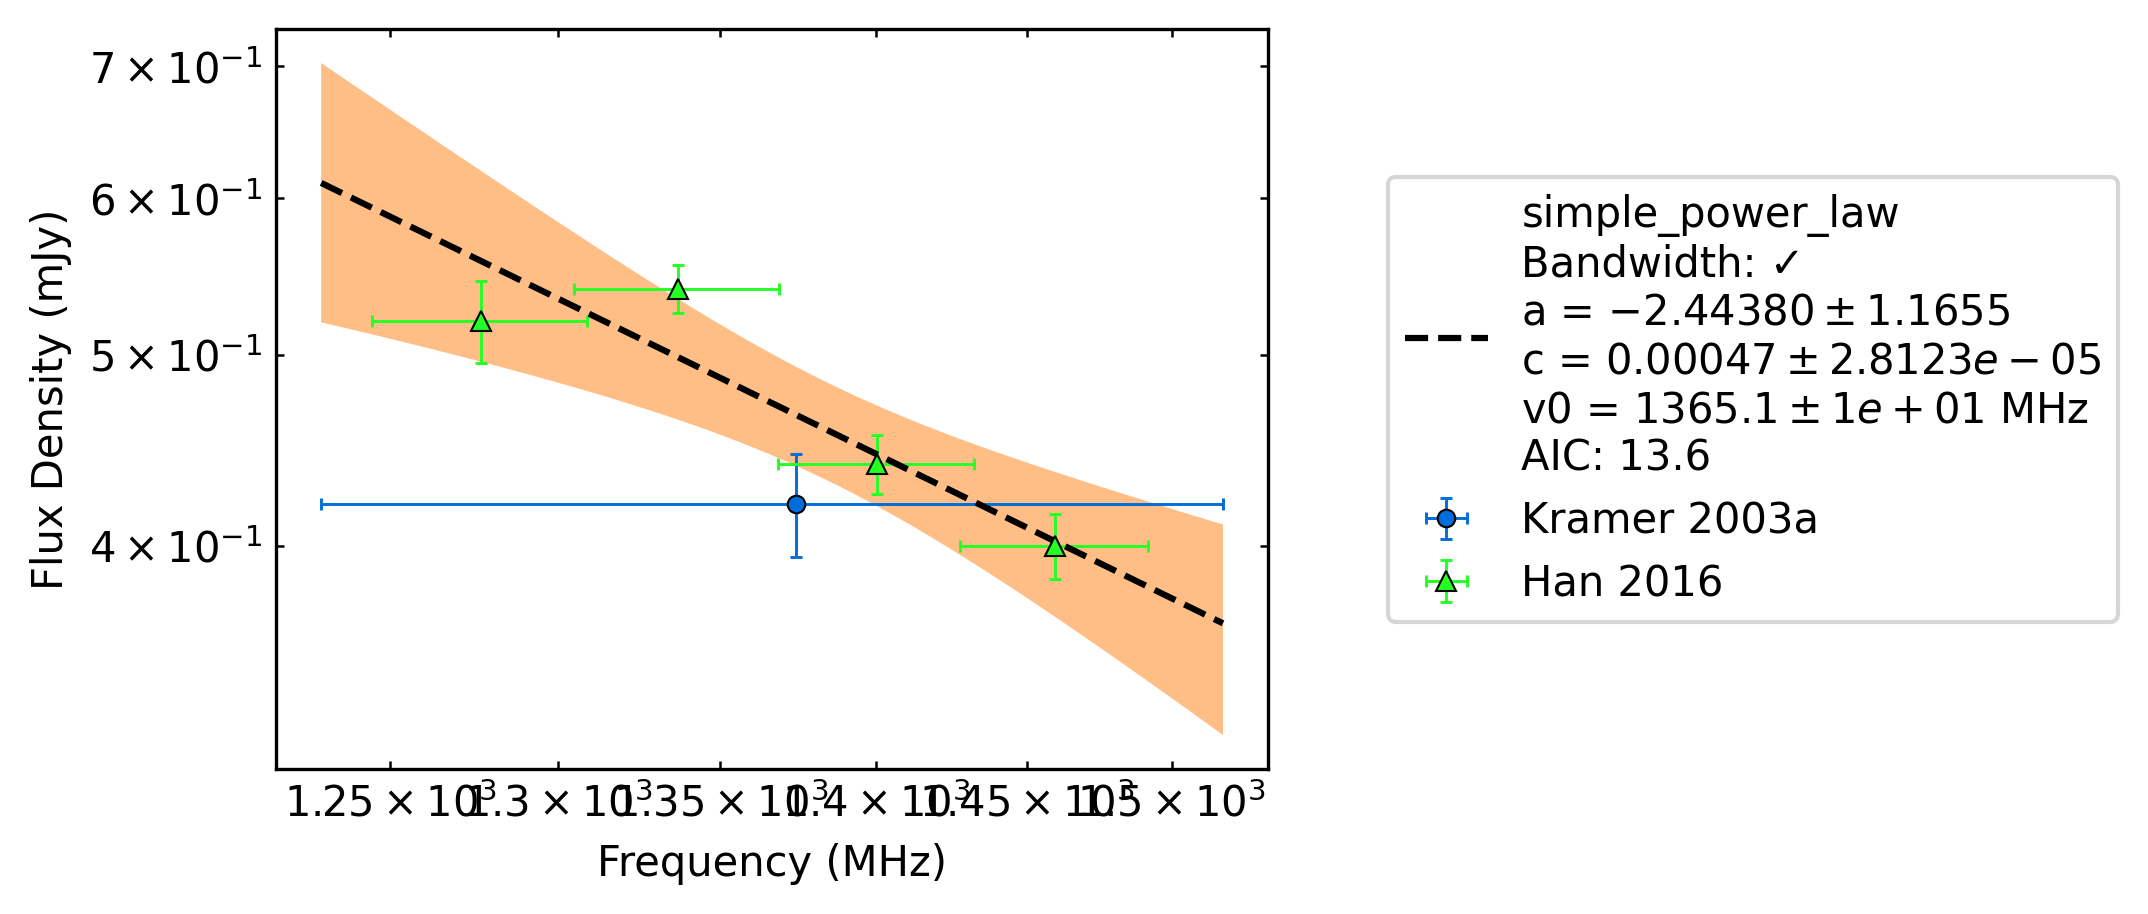 7 × 10⁻¹
6 × 10⁻¹
5 × 10⁻¹
4 × 10⁻¹
Flux Density (mJy)
1.25 × 10³ 1.3 × 10³ 1.35 × 10³ 1.4 × 10³ 1.45 × 10³ 1.5 × 10³
Frequency (MHz)
simple_power_law
Bandwidth: ✓
a = −2.44380 ± 1.1655
c = 0.00047 ± 2.8123e − 05
v0 = 1365.1 ± 1e + 01 MHz
AIC: 13.6
Kramer 2003a
Han 2016